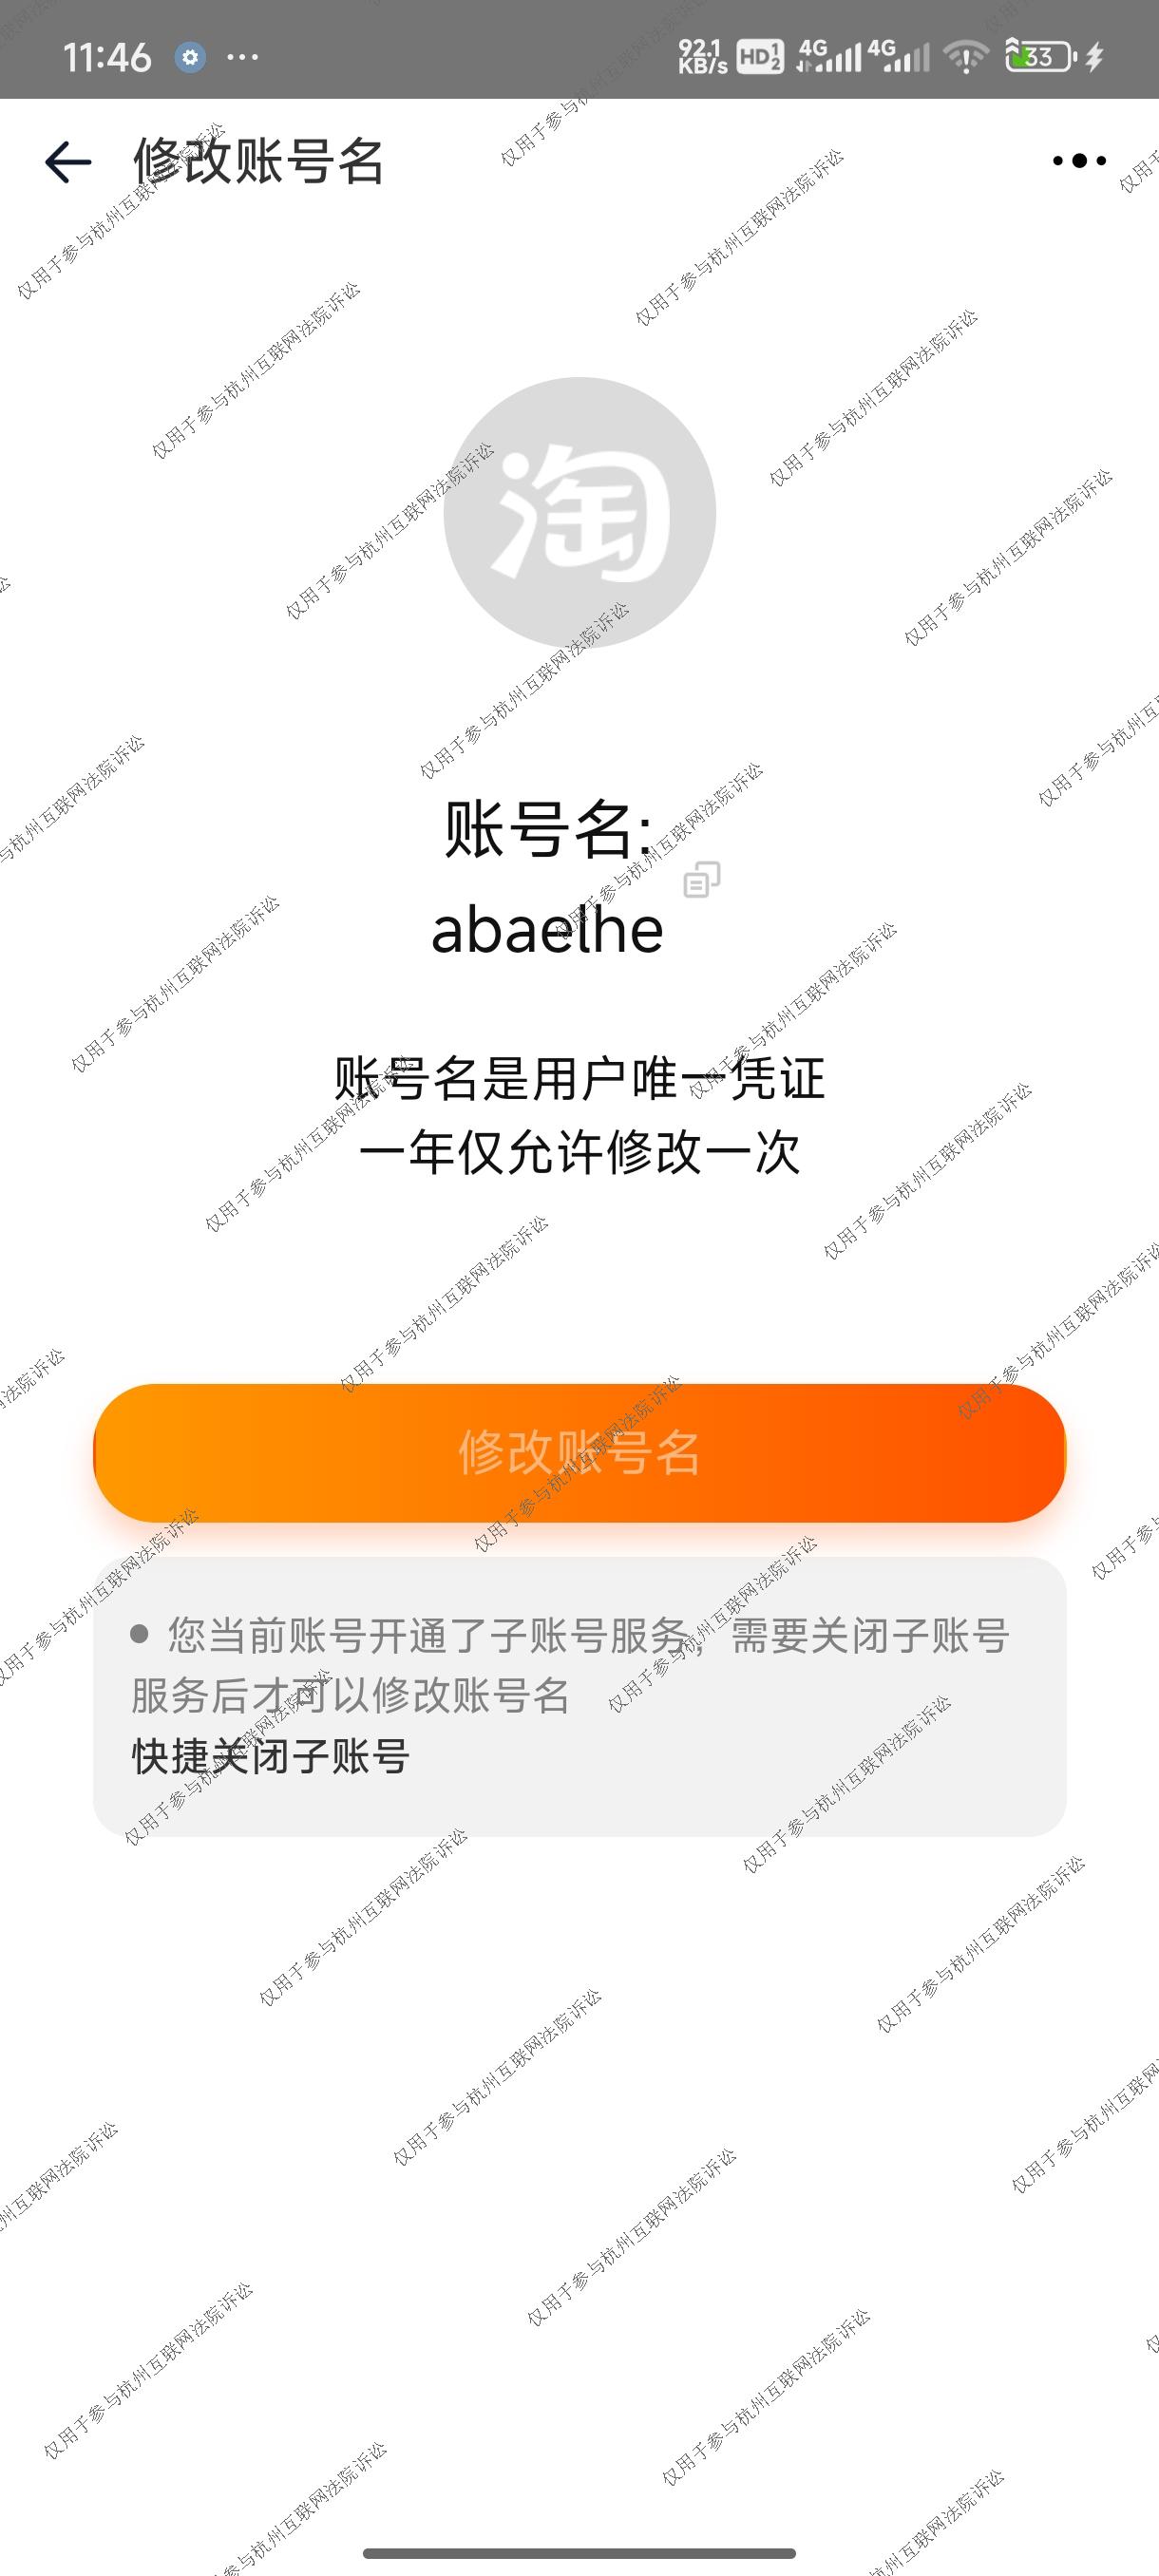 11:46
92.1 KB/s HD 1 2 4G 4G 33
修改账号名
淘
账号名:
abaelhe
账号名是用户唯一凭证
一年仅允许修改一次
修改账号名
您当前账号开通了子账号服务，需要关闭子账号
服务后才可以修改账号名
快捷关闭子账号
仅用于参与杭州互联网法院诉讼